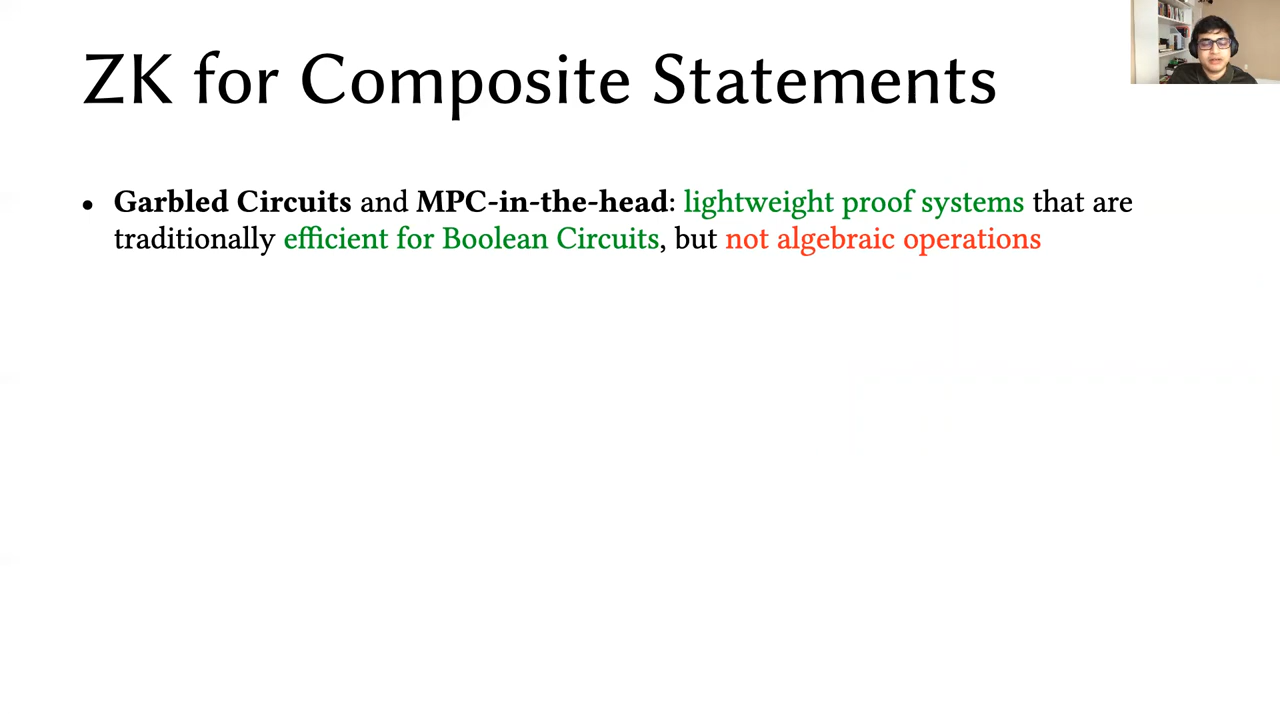 ZK for Composite Statements
• Garbled Circuits and MPC-in-the-head: lightweight proof systems that are
traditionally efficient for Boolean Circuits, but not algebraic operations